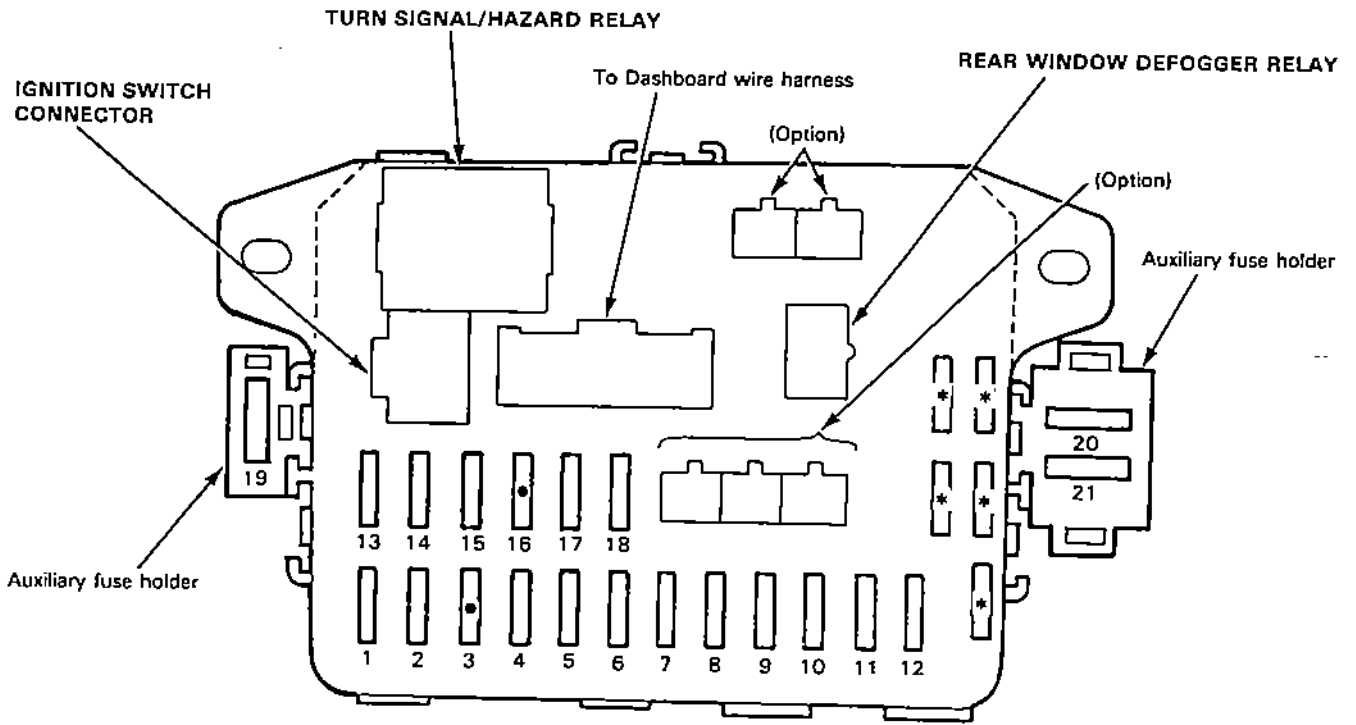 TURN SIGNAL/HAZARD RELAY
IGNITION SWITCH
CONNECTOR
To Dashboard wire harness
REAR WINDOW DEFOGGER RELAY
(Option)
(Option)
Auxiliary fuse holder
19
20
21
* *
* *
13 14 15 16 17 18
Auxiliary fuse holder
*
1 2 3 4 5 6 7 8 9 10 11 12